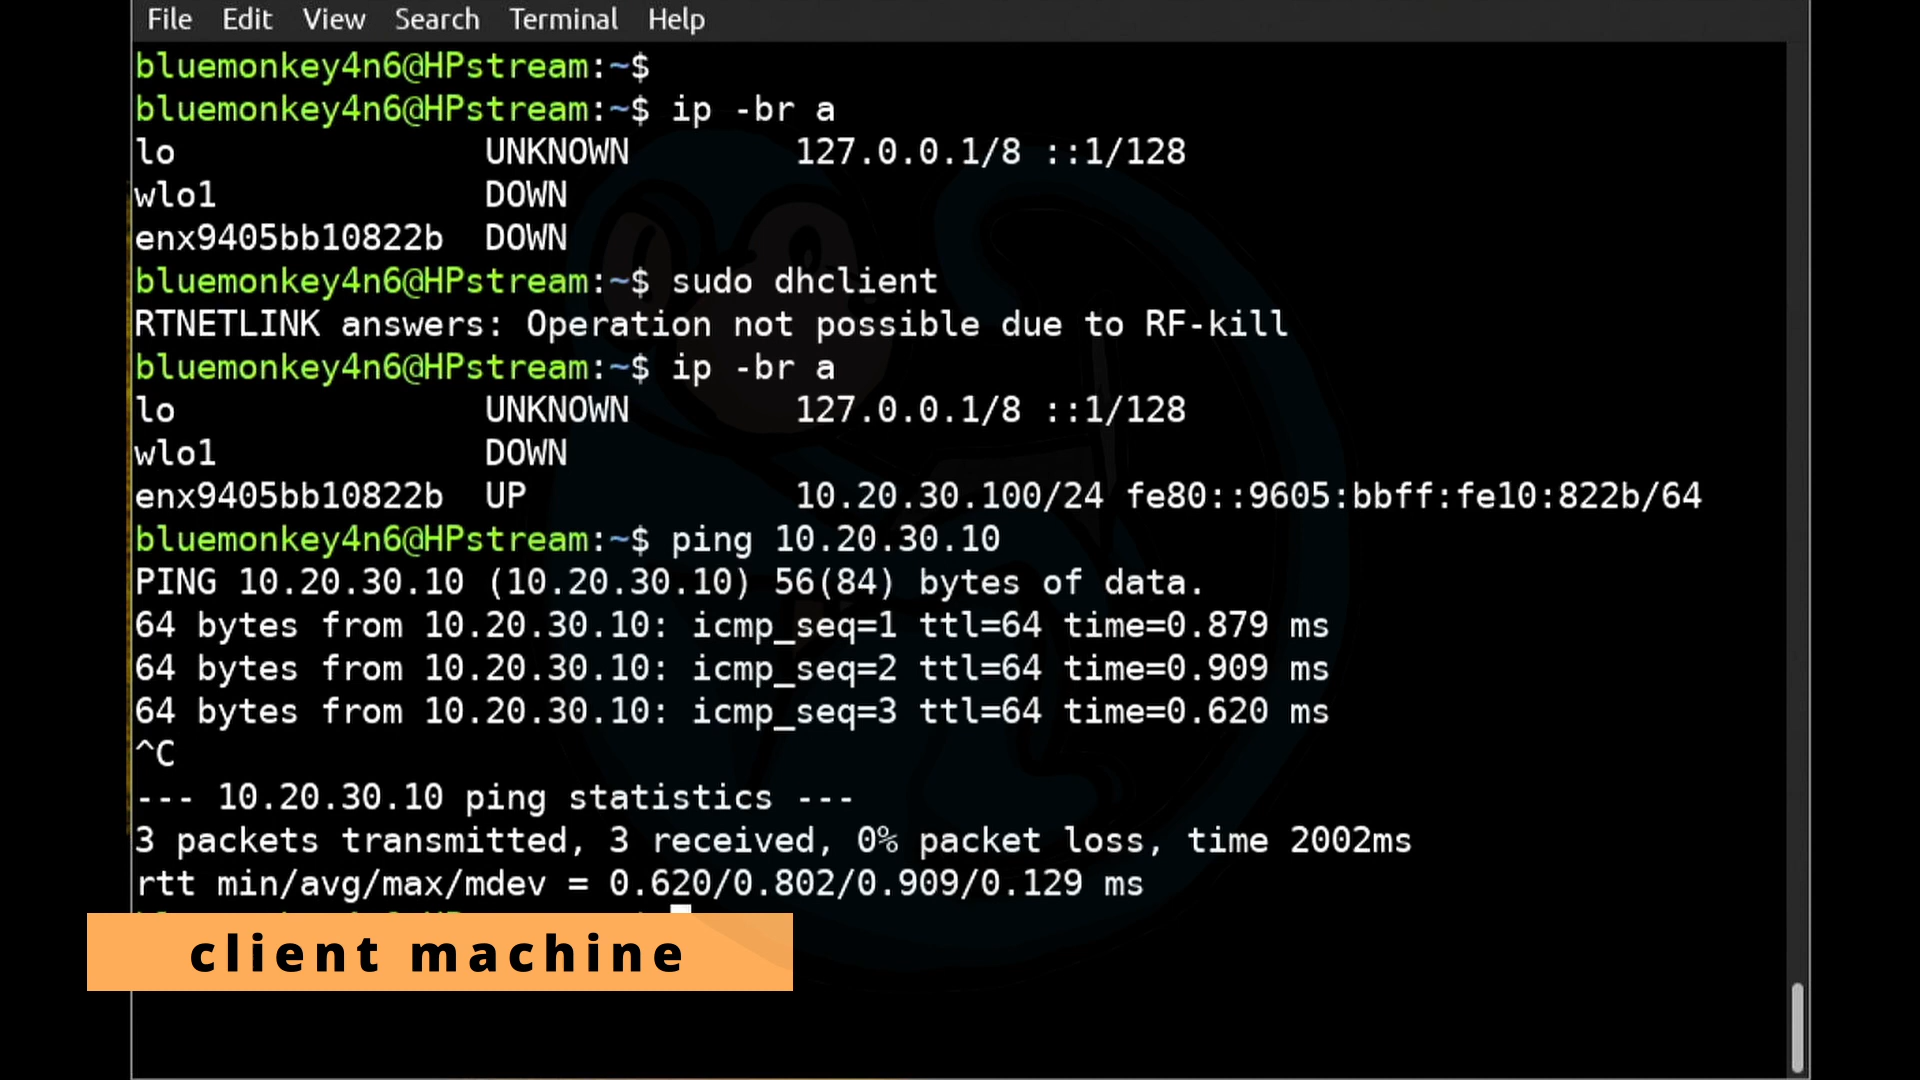 File Edit View Search Terminal Help
bluemonkey4n6@HPstream:~$
bluemonkey4n6@HPstream:~$ ip -br a
lo UNKNOWN 127.0.0.1/8 ::1/128
wlo1 DOWN
enx9405bb10822b DOWN
bluemonkey4n6@HPstream:~$ sudo dhclient
RTNETLINK answers: Operation not possible due to RF-kill
bluemonkey4n6@HPstream:~$ ip -br a
lo UNKNOWN 127.0.0.1/8 ::1/128
wlo1 DOWN
enx9405bb10822b UP 10.20.30.100/24 fe80::9605:bbff:fe10:822b/64
bluemonkey4n6@HPstream:~$ ping 10.20.30.10
PING 10.20.30.10 (10.20.30.10) 56(84) bytes of data.
64 bytes from 10.20.30.10: icmp_seq=1 ttl=64 time=0.879 ms
64 bytes from 10.20.30.10: icmp_seq=2 ttl=64 time=0.909 ms
64 bytes from 10.20.30.10: icmp_seq=3 ttl=64 time=0.620 ms
^C
--- 10.20.30.10 ping statistics ---
3 packets transmitted, 3 received, 0% packet loss, time 2002ms
rtt min/avg/max/mdev = 0.620/0.802/0.909/0.129 ms
client machine